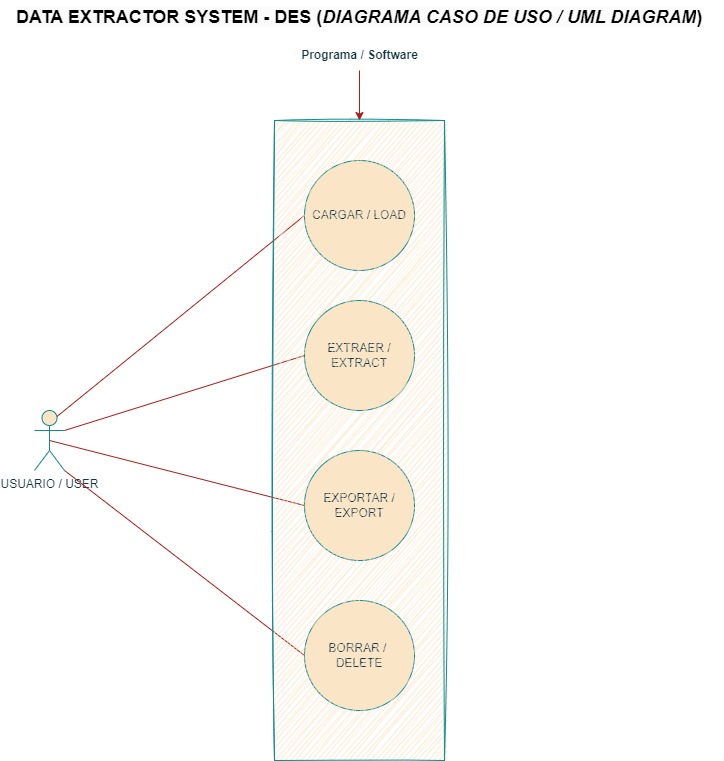 DATA EXTRACTOR SYSTEM - DES (DIAGRAMA CASO DE USO / UML DIAGRAM)
Programa / Software
CARGAR / LOAD
EXTRAER /
EXTRACT
EXPORTAR /
EXPORT
USUARIO / USER
BORRAR /
DELETE